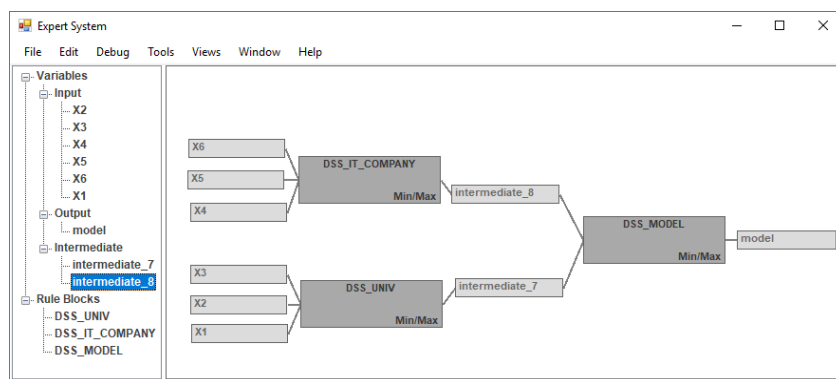 Expert System
File Edit Debug Tools Views Window Help
Variables
Input
X2
X3
X4
X5
X6
X1
Output
model
Intermediate
intermediate_7
intermediate_8
Rule Blocks
DSS_UNIV
DSS_IT_COMPANY
DSS_MODEL
X6
X5
X4
DSS_IT_COMPANY
Min/Max
intermediate_8
X3
X2
X1
DSS_UNIV
Min/Max
intermediate_7
DSS_MODEL
Min/Max
model